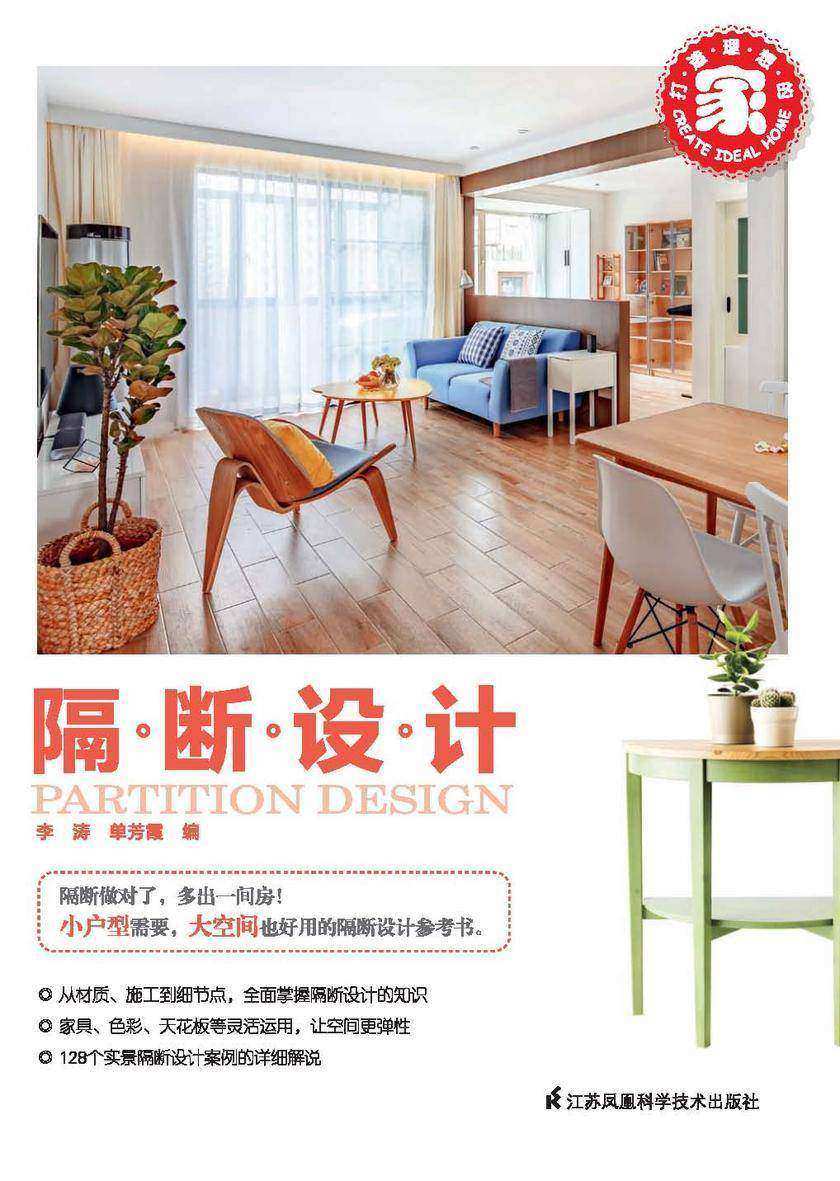 打·造·理·想·的
家
CREATE IDEAL HOME
隔·断·设·计
PARTITION DESIGN
李 涛 单芳霞 编
隔断做对了，多出一间房！
小户型需要，大空间也好用的隔断设计参考书。
从材质、施工到细节点，全面掌握隔断设计的知识
家具、色彩、天花板等灵活运用，让空间更弹性
128个实景隔断设计案例的详细解说
江苏凤凰科学技术出版社